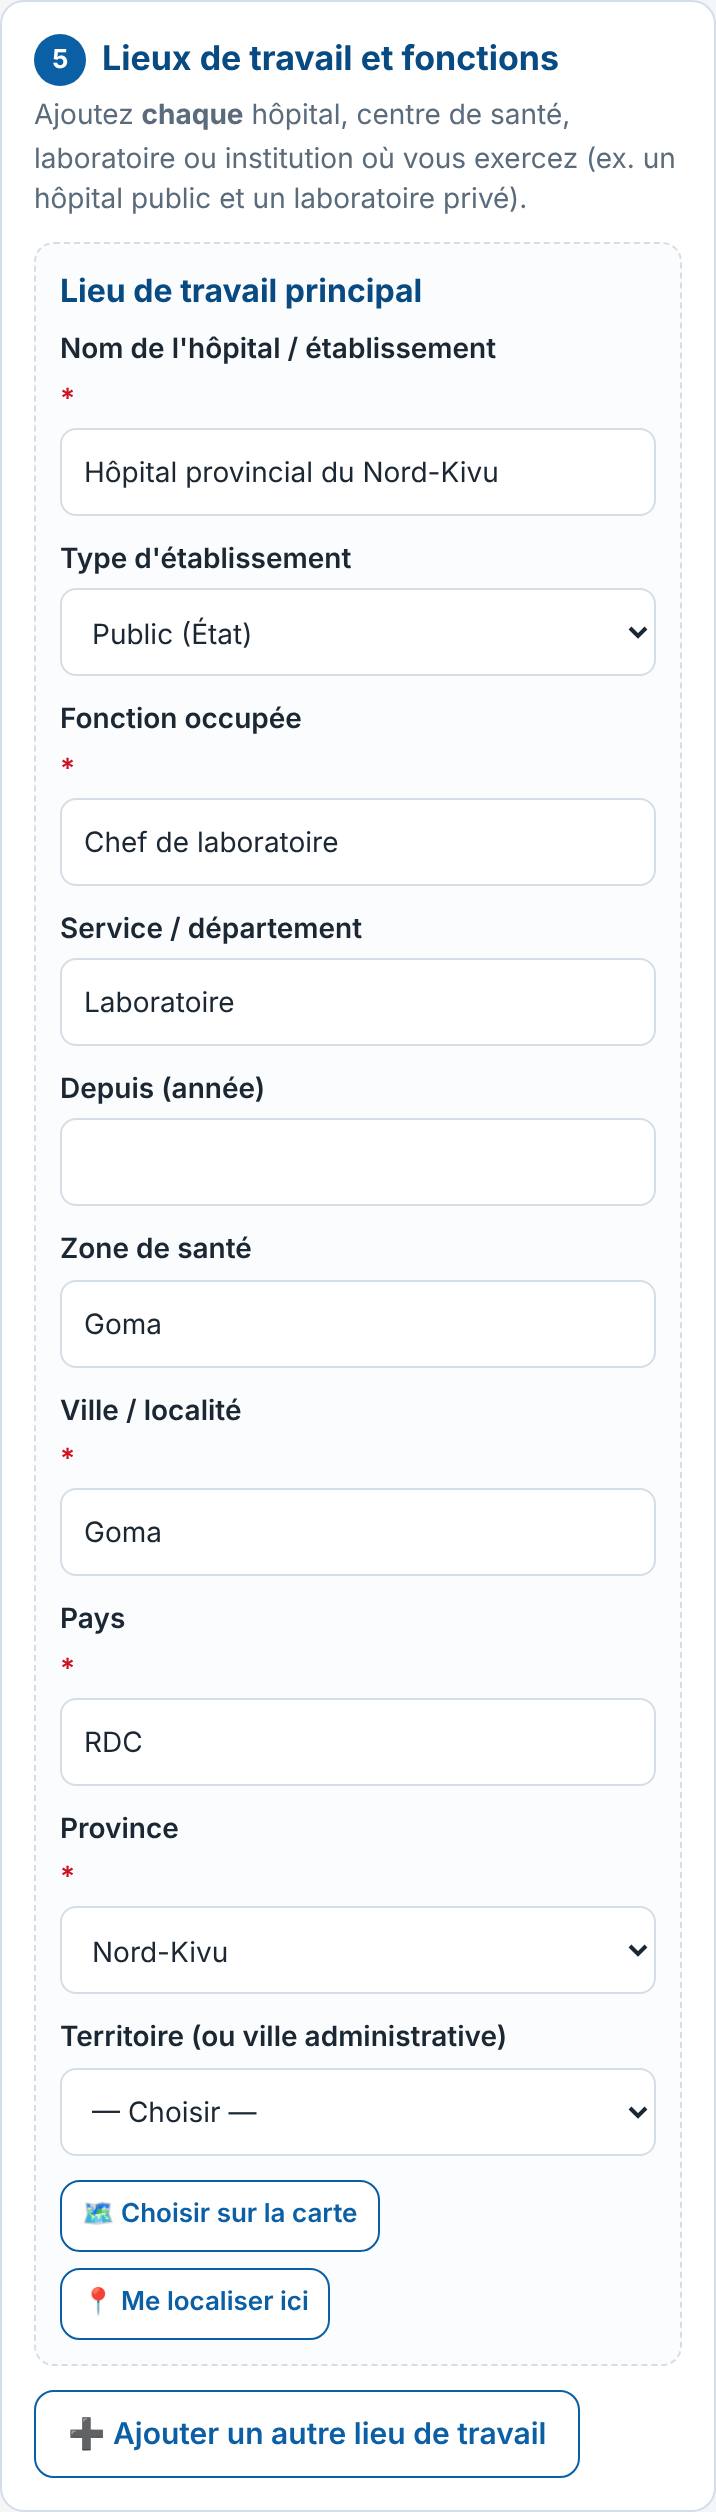 5 Lieux de travail et fonctions
Ajoutez chaque hôpital, centre de santé,
laboratoire ou institution où vous exercez (ex. un
hôpital public et un laboratoire privé).
Lieu de travail principal
Nom de l'hôpital / établissement
*
Hôpital provincial du Nord-Kivu
Type d'établissement
Public (État)
Fonction occupée
*
Chef de laboratoire
Service / département
Laboratoire
Depuis (année)
Zone de santé
Goma
Ville / localité
*
Goma
Pays
*
RDC
Province
*
Nord-Kivu
Territoire (ou ville administrative)
— Choisir —
🗺️ Choisir sur la carte
📍 Me localiser ici
➕ Ajouter un autre lieu de travail